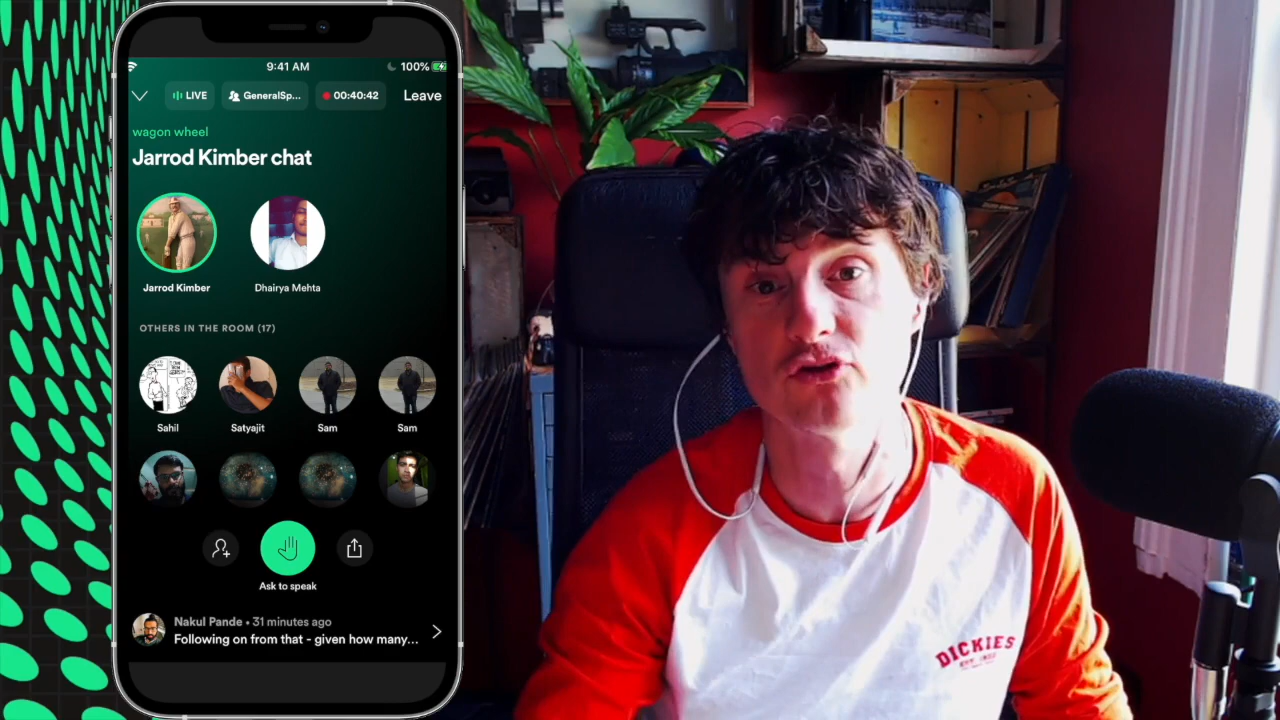 9:41 AM
100%
LIVE
GeneralSp...
00:40:42
Leave
wagon wheel
Jarrod Kimber chat
Jarrod Kimber
Dhairya Mehta
OTHERS IN THE ROOM (17)
Sahil
Satyajit
Sam
Sam
Ask to speak
Nakul Pande • 31 minutes ago
Following on from that - given how many...
DICKIES